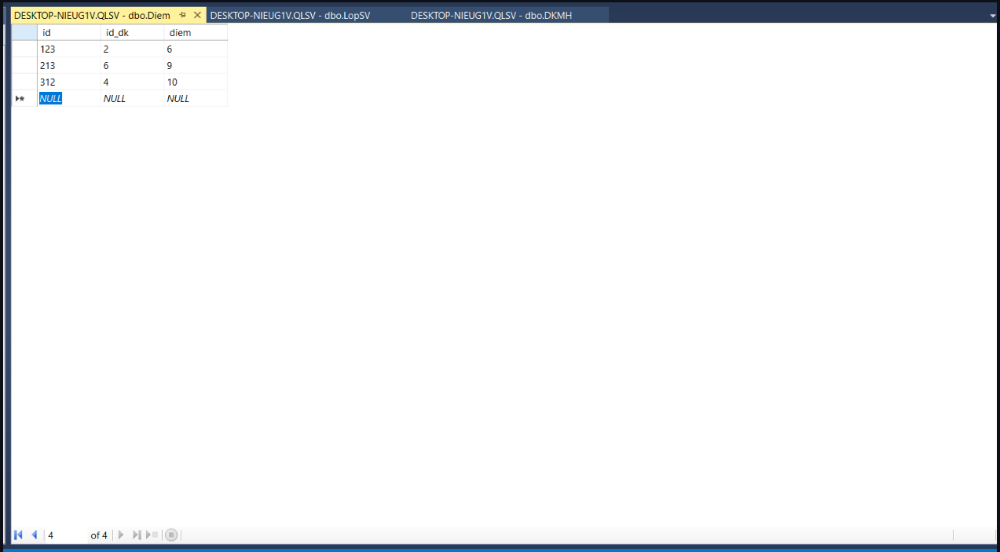 DESKTOP-NIEUG1V.QLSV - dbo.Diem DESKTOP-NIEUG1V.QLSV - dbo.LopSV DESKTOP-NIEUG1V.QLSV - dbo.DKMH
id id_dk diem
123 2 6
213 6 9
312 4 10
NULL NULL NULL
4 of 4